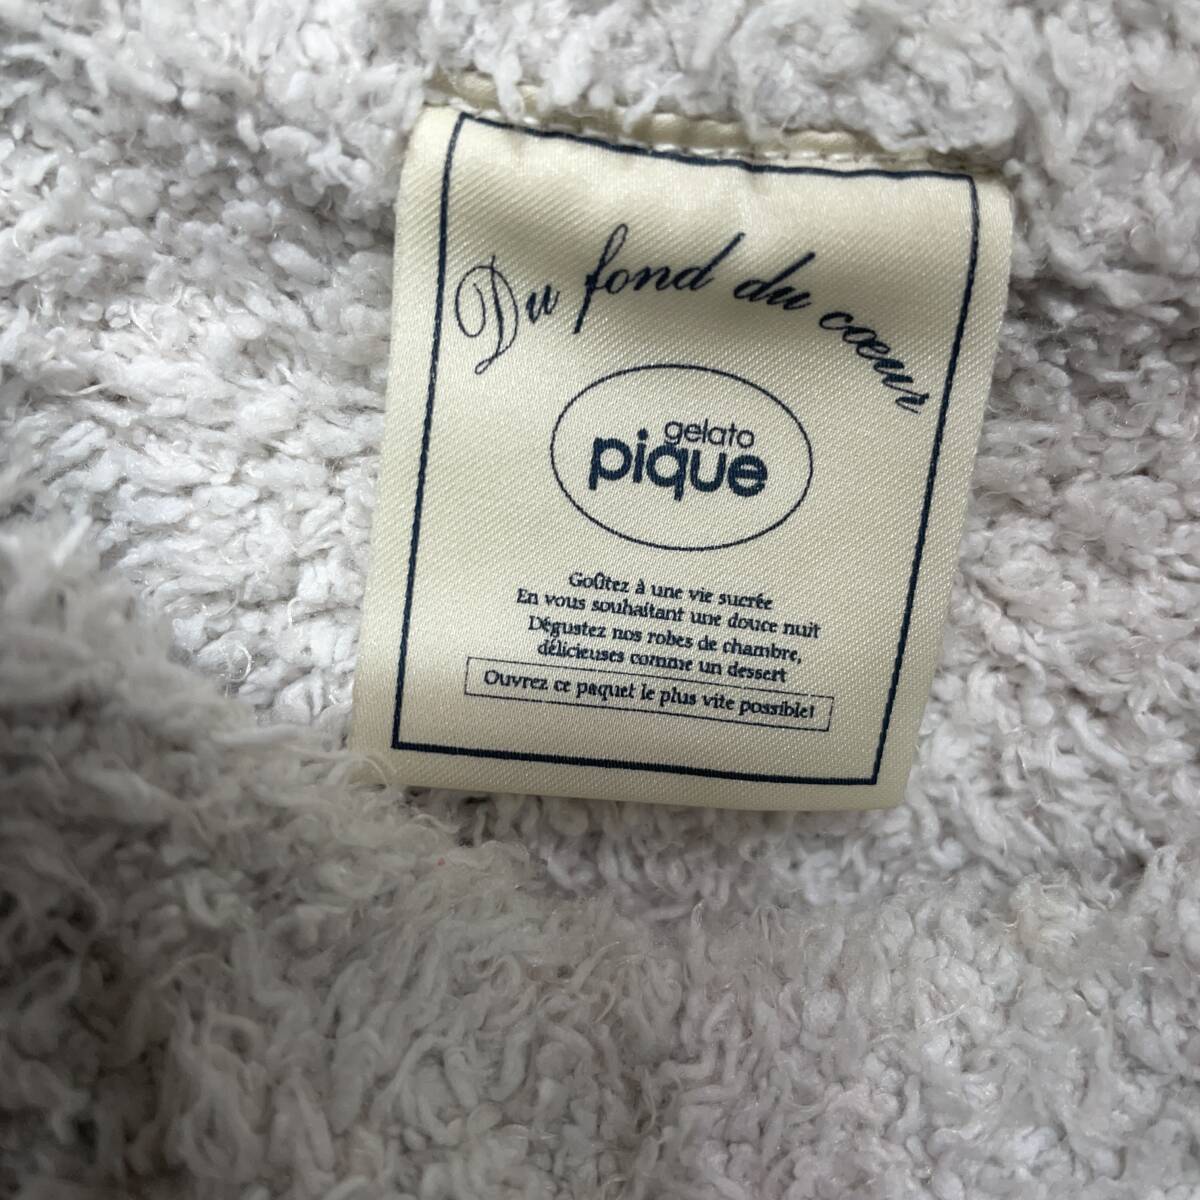 Du fond du cœur
gelato
pique
Goûtez à une vie sucrée
En vous souhaitant une douce nuit
Dégustez nos robes de chambre,
délicieuses comme un dessert
Ouvrez ce paquet le plus vite possible!